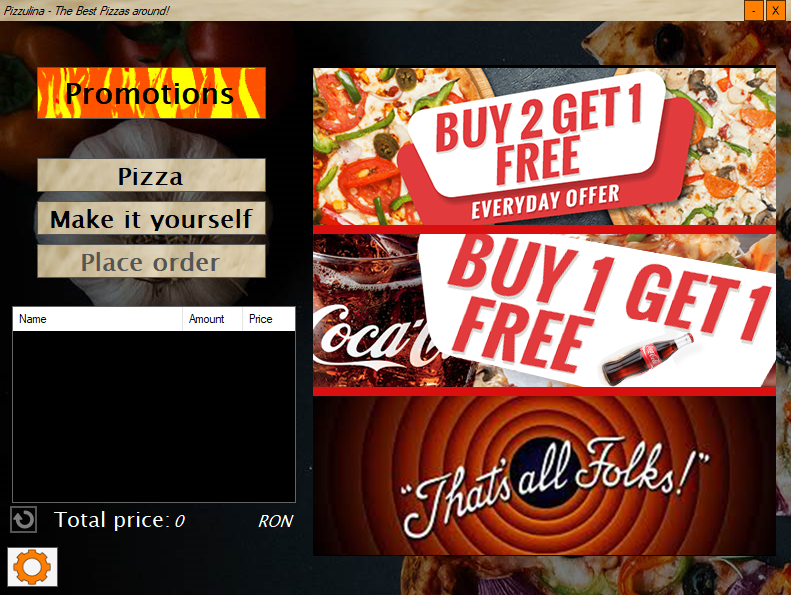 Pizzulina - The Best Pizzas around!
- X
Promotions
Pizza
Make it yourself
Place order
Name Amount Price
Total price: 0 RON
BUY 2 GET 1
FREE
EVERYDAY OFFER
BUY 1 GET 1
FREE
Coca
"That's all Folks!"